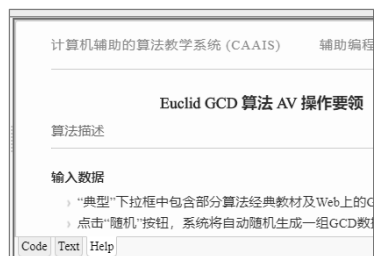 计算机辅助的算法教学系统 (CAAIS) 辅助编程
Euclid GCD 算法 AV 操作要领
算法描述
输入数据
› “典型”下拉框中包含部分算法经典教材及Web上的G
› 点击“随机”按钮，系统将自动随机生成一组GCD数据
Code Text Help